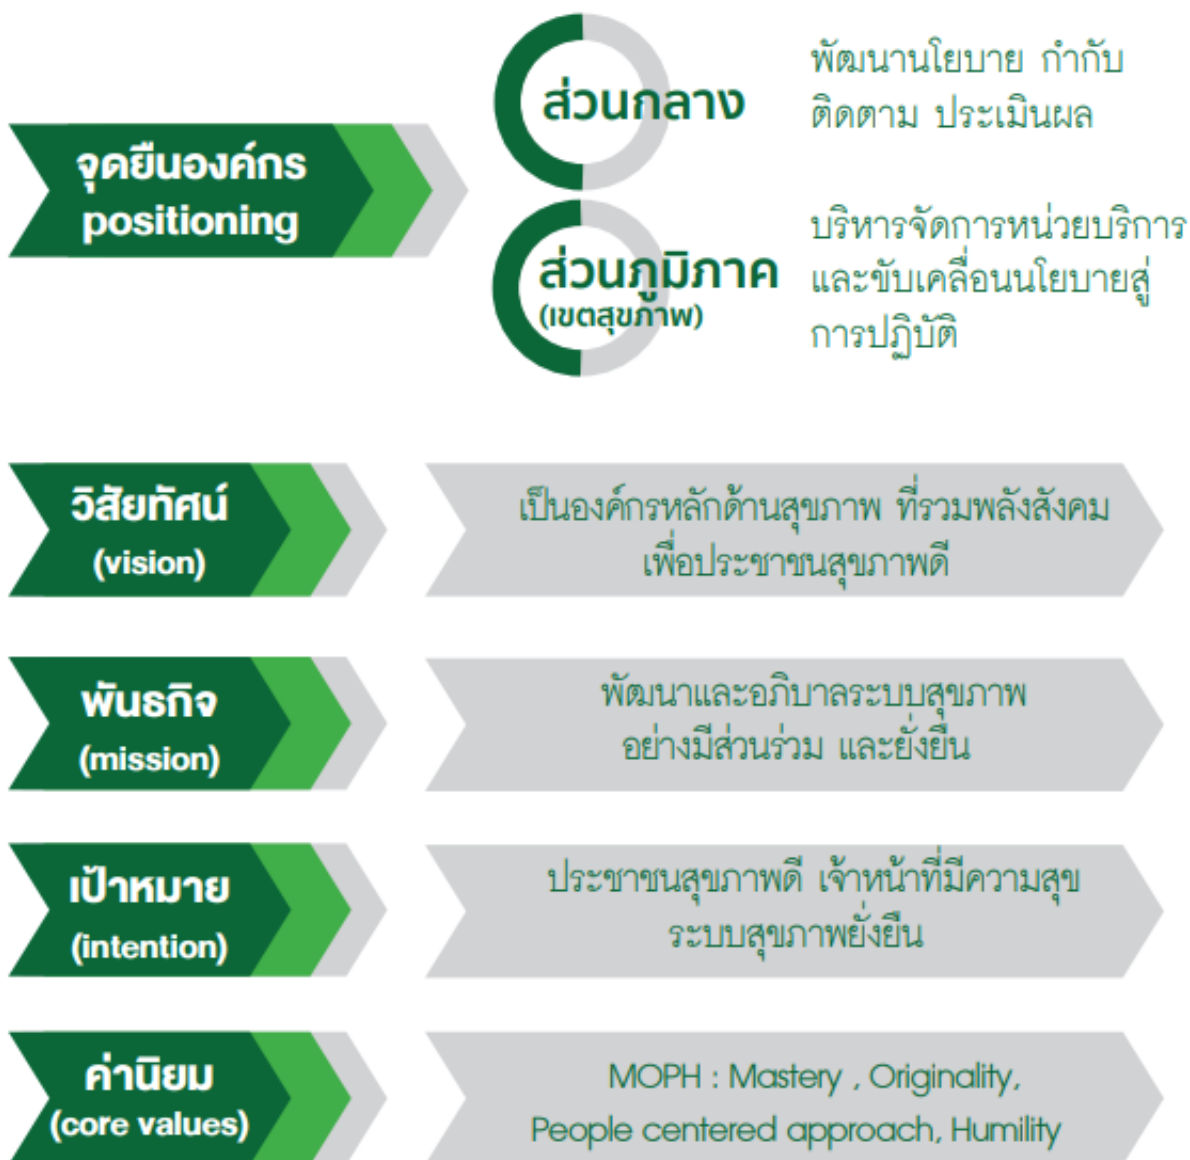 จุดยืนองค์กร
positioning
ส่วนกลาง
พัฒนานโยบาย กำกับ
ติดตาม ประเมินผล
ส่วนภูมิภาค
(เขตสุขภาพ)
บริหารจัดการหน่วยบริการ
และขับเคลื่อนนโยบายสู่
การปฏิบัติ
วิสัยทัศน์
(vision)
เป็นองค์กรหลักด้านสุขภาพ ที่รวมพลังสังคม
เพื่อประชาชนสุขภาพดี
พันธกิจ
(mission)
พัฒนาและอภิบาลระบบสุขภาพ
อย่างมีส่วนร่วม และยั่งยืน
เป้าหมาย
(intention)
ประชาชนสุขภาพดี เจ้าหน้าที่มีความสุข
ระบบสุขภาพยั่งยืน
ค่านิยม
(core values)
MOPH : Mastery , Originality,
People centered approach, Humility